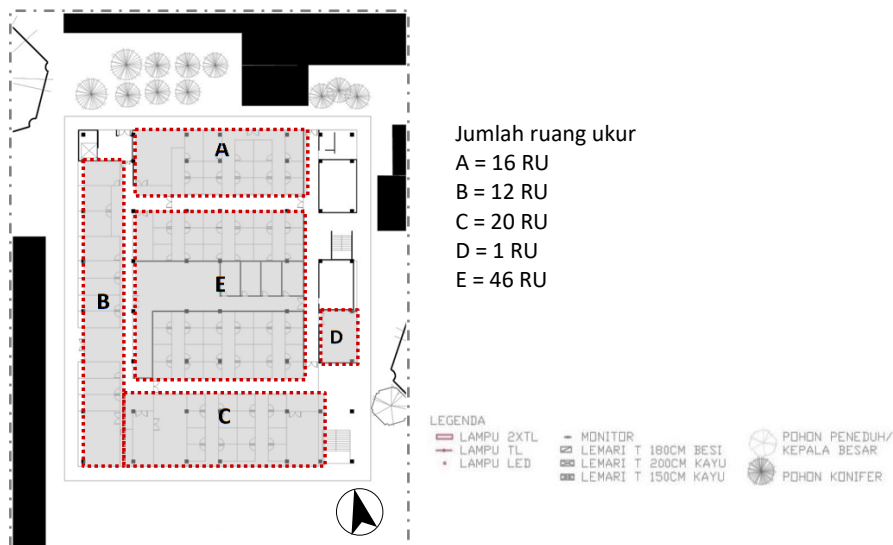 A
B
E
D
C
Jumlah ruang ukur
A = 16 RU
B = 12 RU
C = 20 RU
D = 1 RU
E = 46 RU
LEGENDA
LAMPU 2XTL
LAMPU TL
LAMPU LED
MONITOR
LEMARI T 180CM BESI
LEMARI T 200CM KAYU
LEMARI T 150CM KAYU
POHON PENEDUH/
KEPALA BESAR
POHON KONIFER